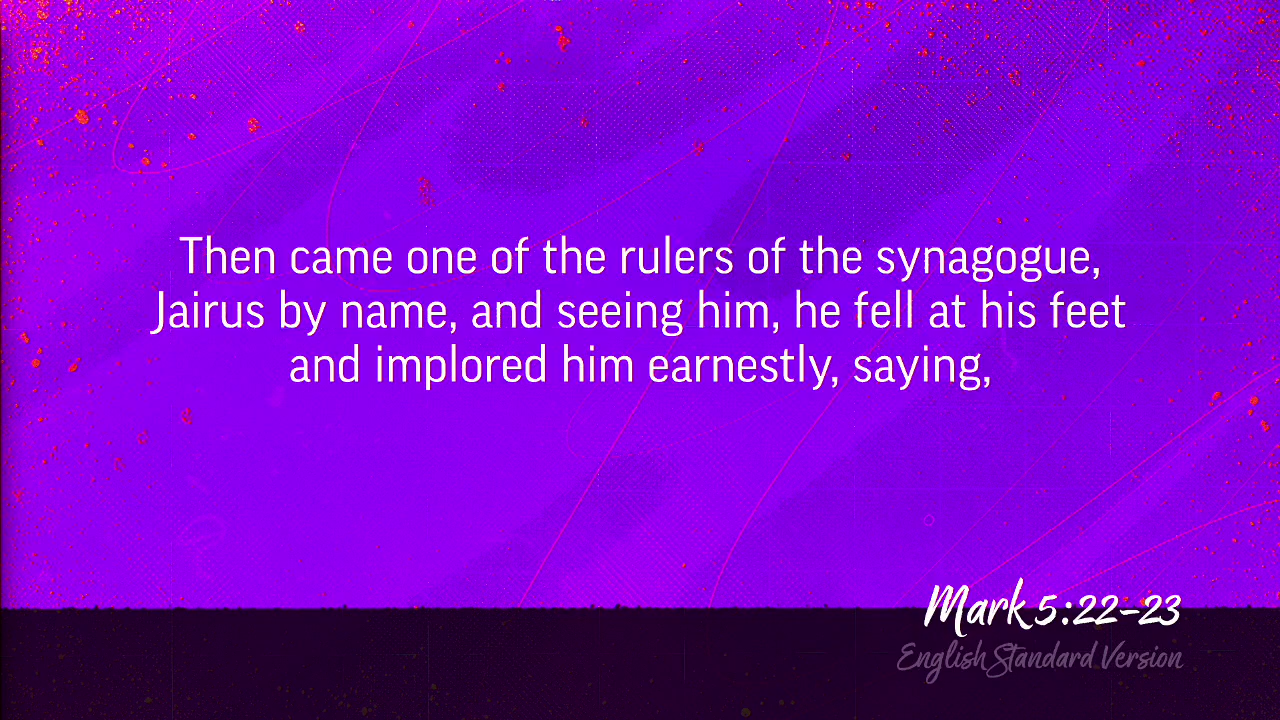 Then came one of the rulers of the synagogue,
Jairus by name, and seeing him, he fell at his feet
and implored him earnestly, saying,
Mark 5:22–23
English Standard Version